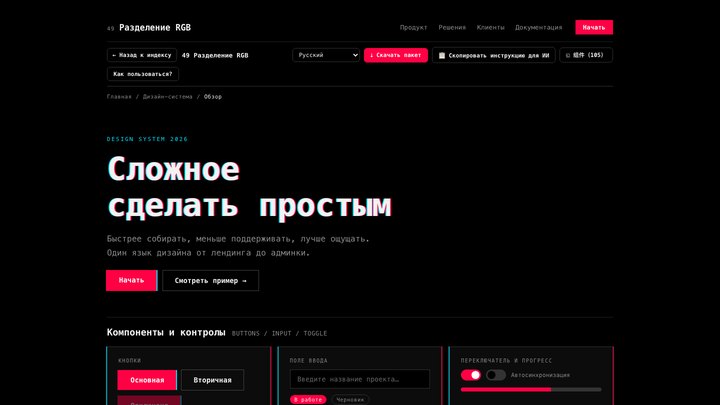 49 Разделение RGB
Продукт Решения Клиенты Документация Начать
← Назад к индексу 49 Разделение RGB Русский ↓ Скачать пакет 📋 Скопировать инструкцию для ИИ 组件 (105)
Как пользоваться?
Главная / Дизайн-система / Обзор
DESIGN SYSTEM 2026
Сложное
сделать простым
Быстрее собирать, меньше поддерживать, лучше ощущать.
Один язык дизайна от лендинга до админки.
Начать Смотреть пример →
Компоненты и контролы BUTTONS / INPUT / TOGGLE
КНОПКИ ПОЛЕ ВВОДА ПЕРЕКЛЮЧАТЕЛЬ И ПРОГРЕСС
Основная Вторичная Введите название проекта… Автосинхронизация
В работе Черновик